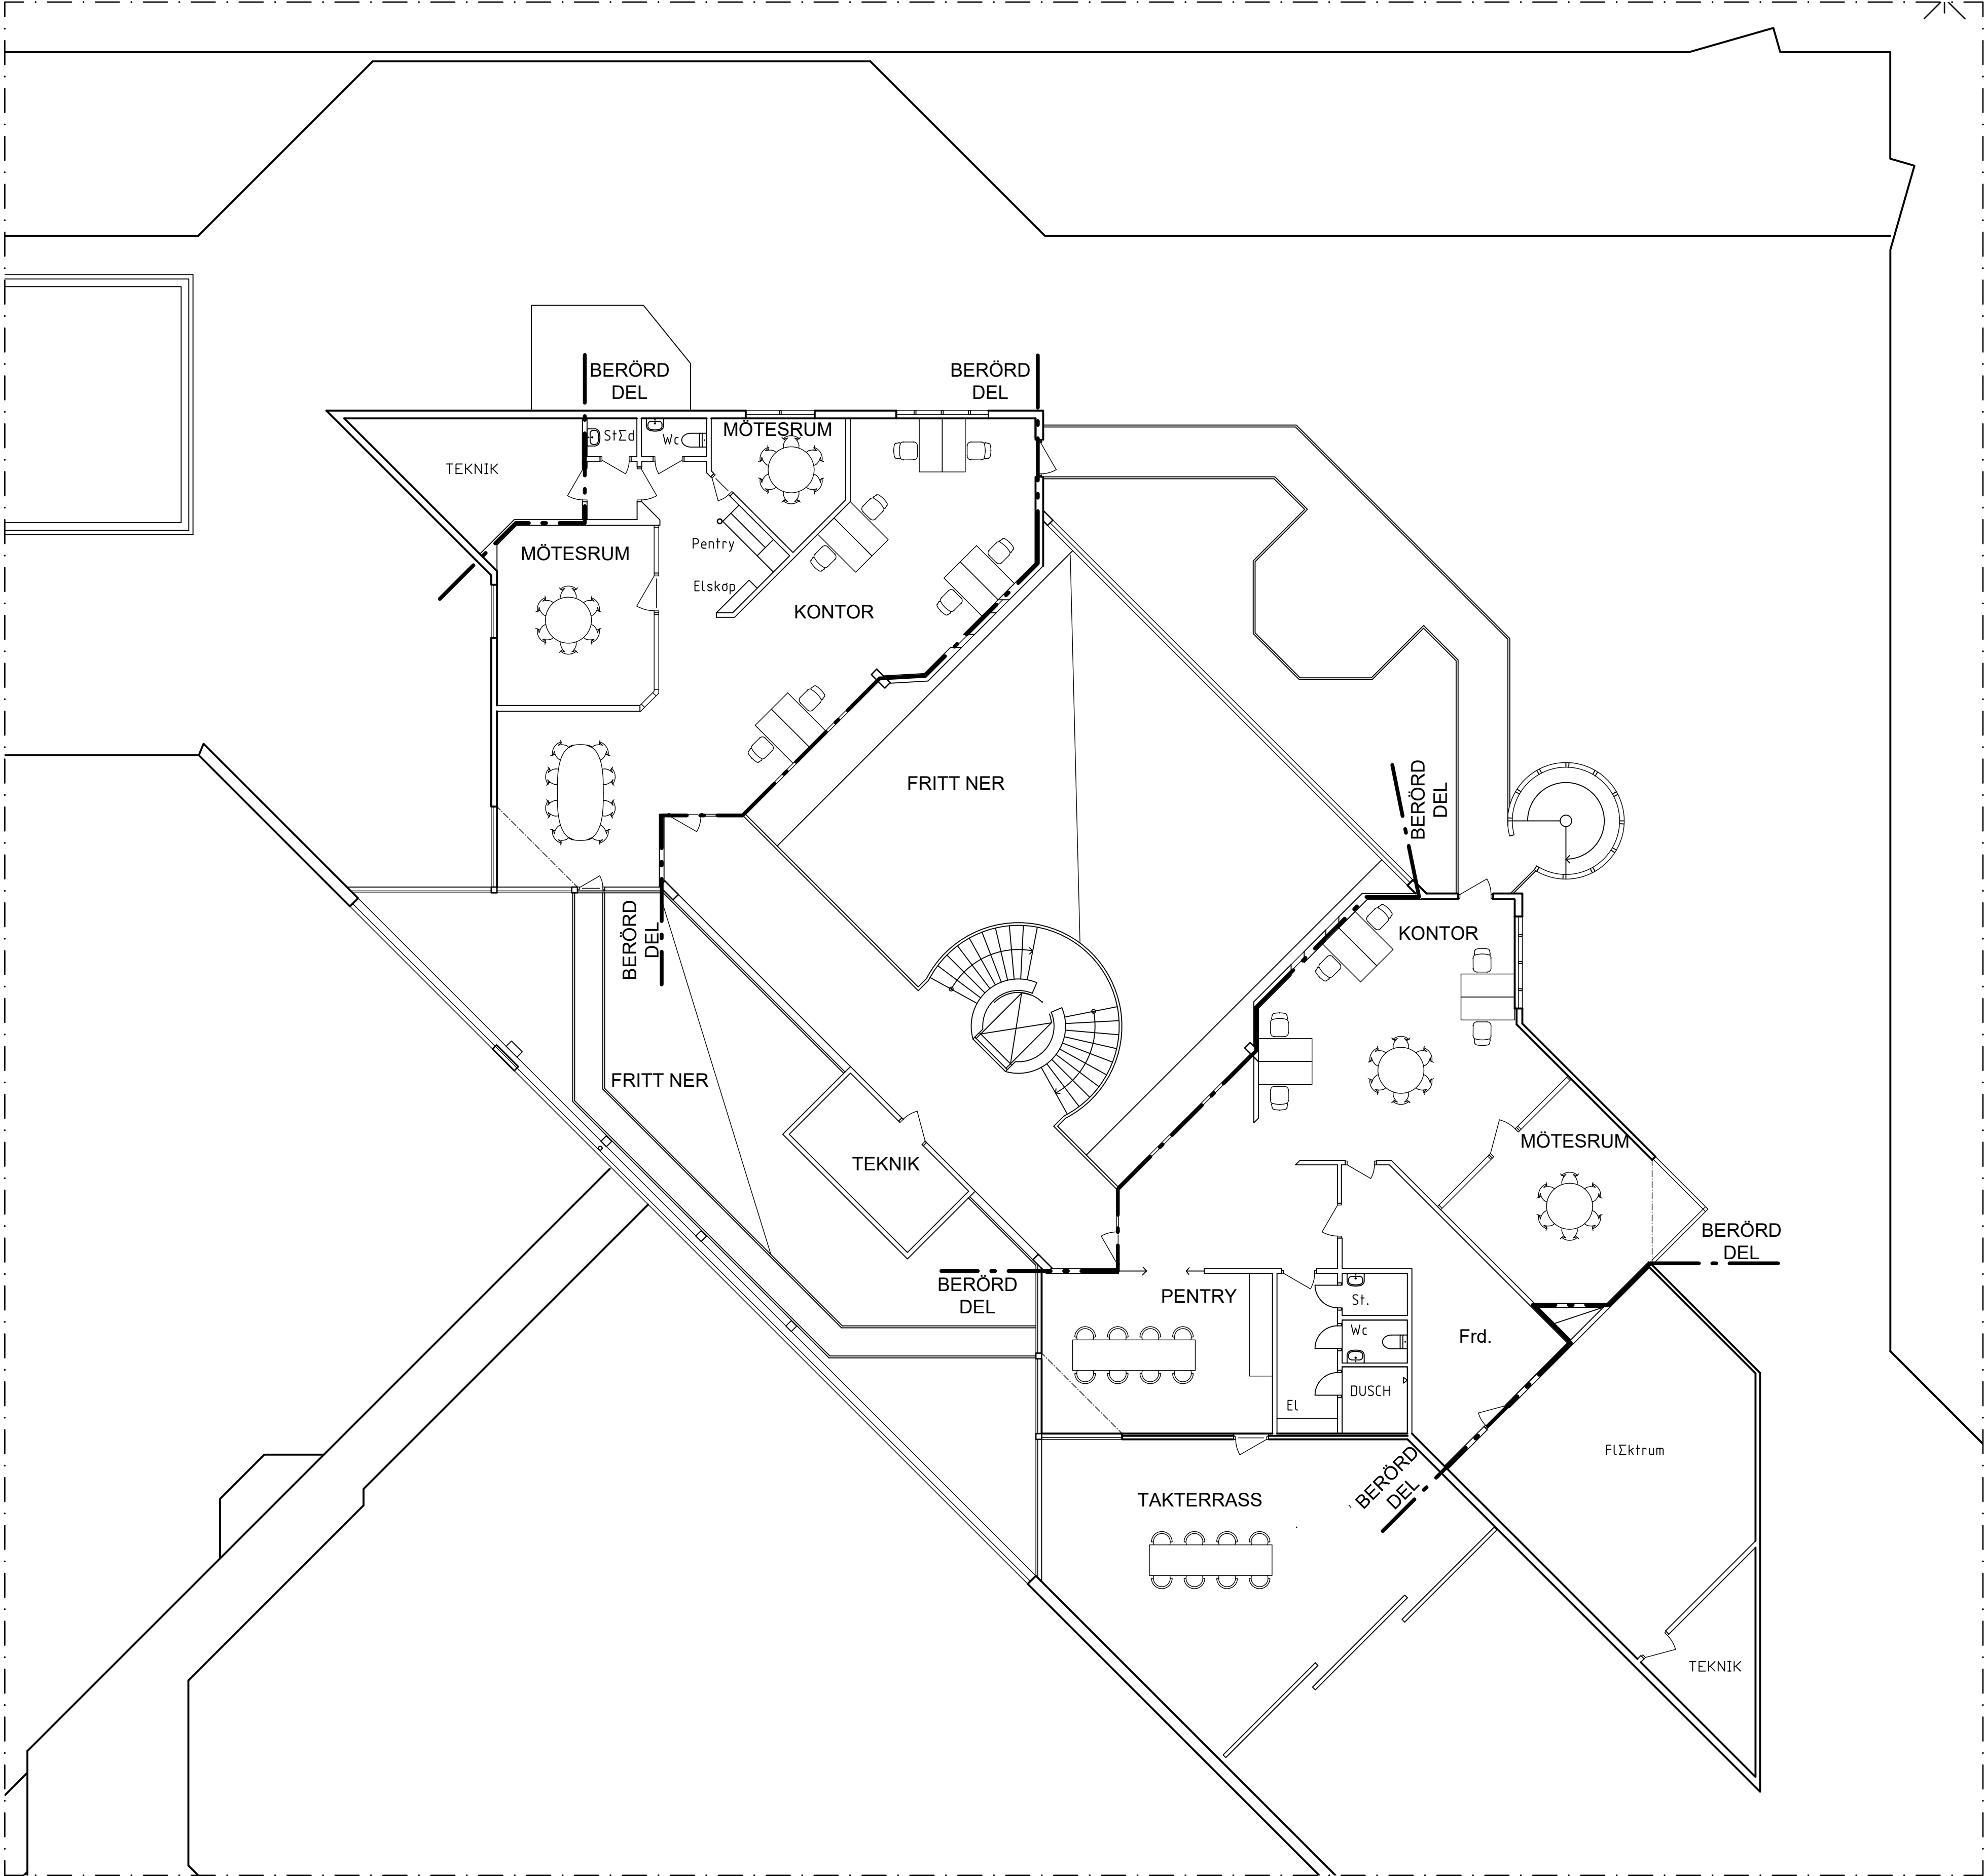 BERÖRD
DEL
BERÖRD
DEL
StΣd
Wc
MÖTESRUM
TEKNIK
MÖTESRUM
Pentry
Elskåp
KONTOR
FRITT NER
BERÖRD
DEL
BERÖRD
DEL
KONTOR
FRITT NER
TEKNIK
MÖTESRUM
BERÖRD
DEL
BERÖRD
DEL
PENTRY
St.
Wc
Frd.
DUSCH
El
FlΣktrum
BERÖRD
DEL
TAKTERRASS
TEKNIK